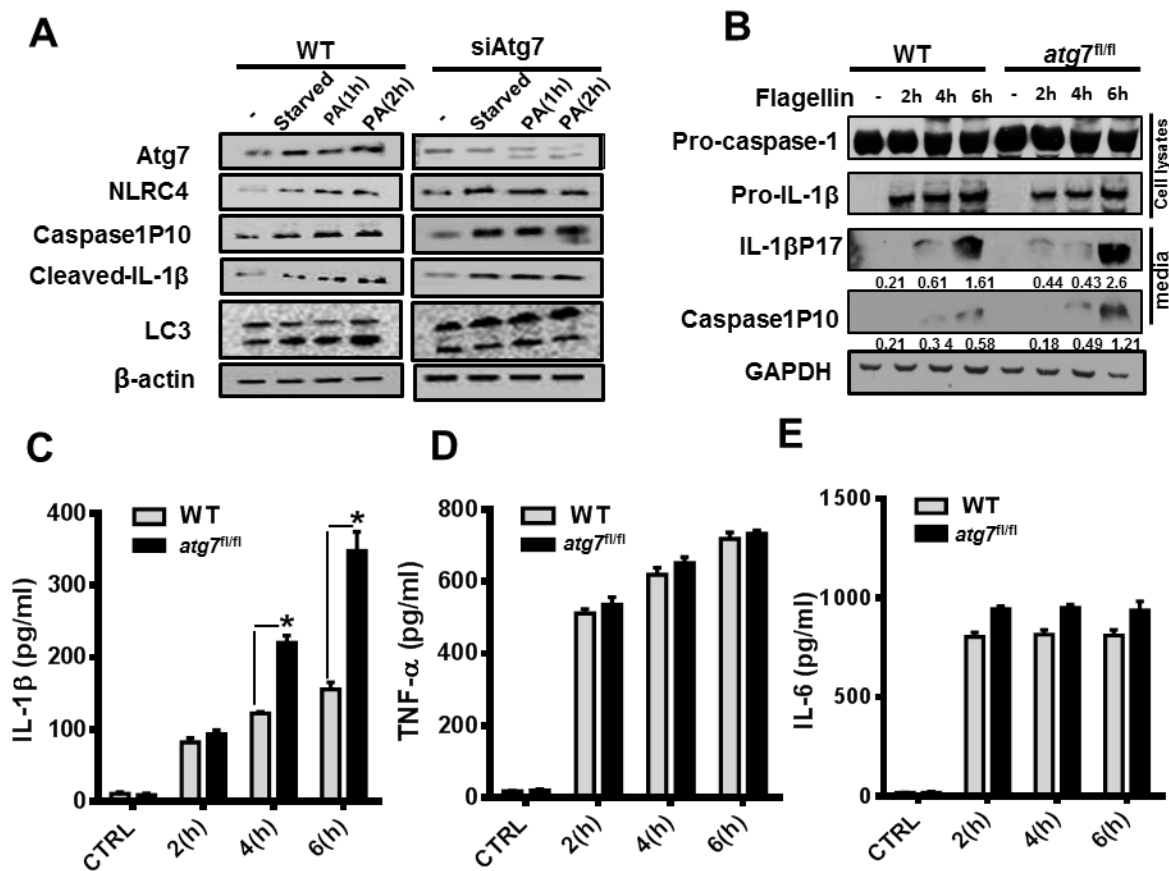 A
WT
siAtg7
- Starved PA(1h) PA(2h)
- Starved PA(1h) PA(2h)
Atg7
NLRC4
Caspase1P10
Cleaved-IL-1β
LC3
β-actin
B
WT
atg7fl/fl
Flagellin - 2h 4h 6h - 2h 4h 6h
Pro-caspase-1
Pro-IL-1β
Cell lysates
IL-1βP17
0.21 0.61 1.61 0.44 0.43 2.6
media
Caspase1P10
0.21 0.3 4 0.58 0.18 0.49 1.21
GAPDH
C
IL-1β (pg/ml)
400
300
200
100
0
WT
atg7fl/fl
*
*
CTRL 2(h) 4(h) 6(h)
D
TNF-α (pg/ml)
800
600
400
200
0
WT
atg7fl/fl
CTRL 2(h) 4(h) 6(h)
E
IL-6 (pg/ml)
1500
1000
500
0
WT
atg7fl/fl
CTRL 2(h) 4(h) 6(h)